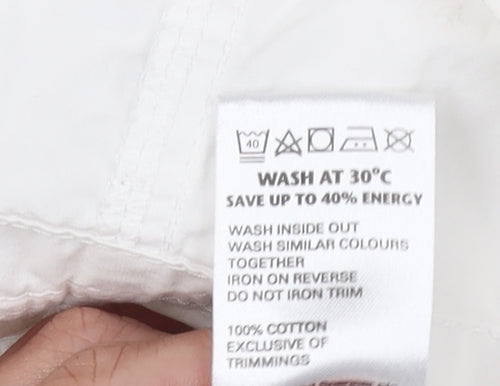 40
WASH AT 30°C
SAVE UP TO 40% ENERGY
WASH INSIDE OUT
WASH SIMILAR COLOURS
TOGETHER
IRON ON REVERSE
DO NOT IRON TRIM
100% COTTON
EXCLUSIVE OF
TRIMMINGS